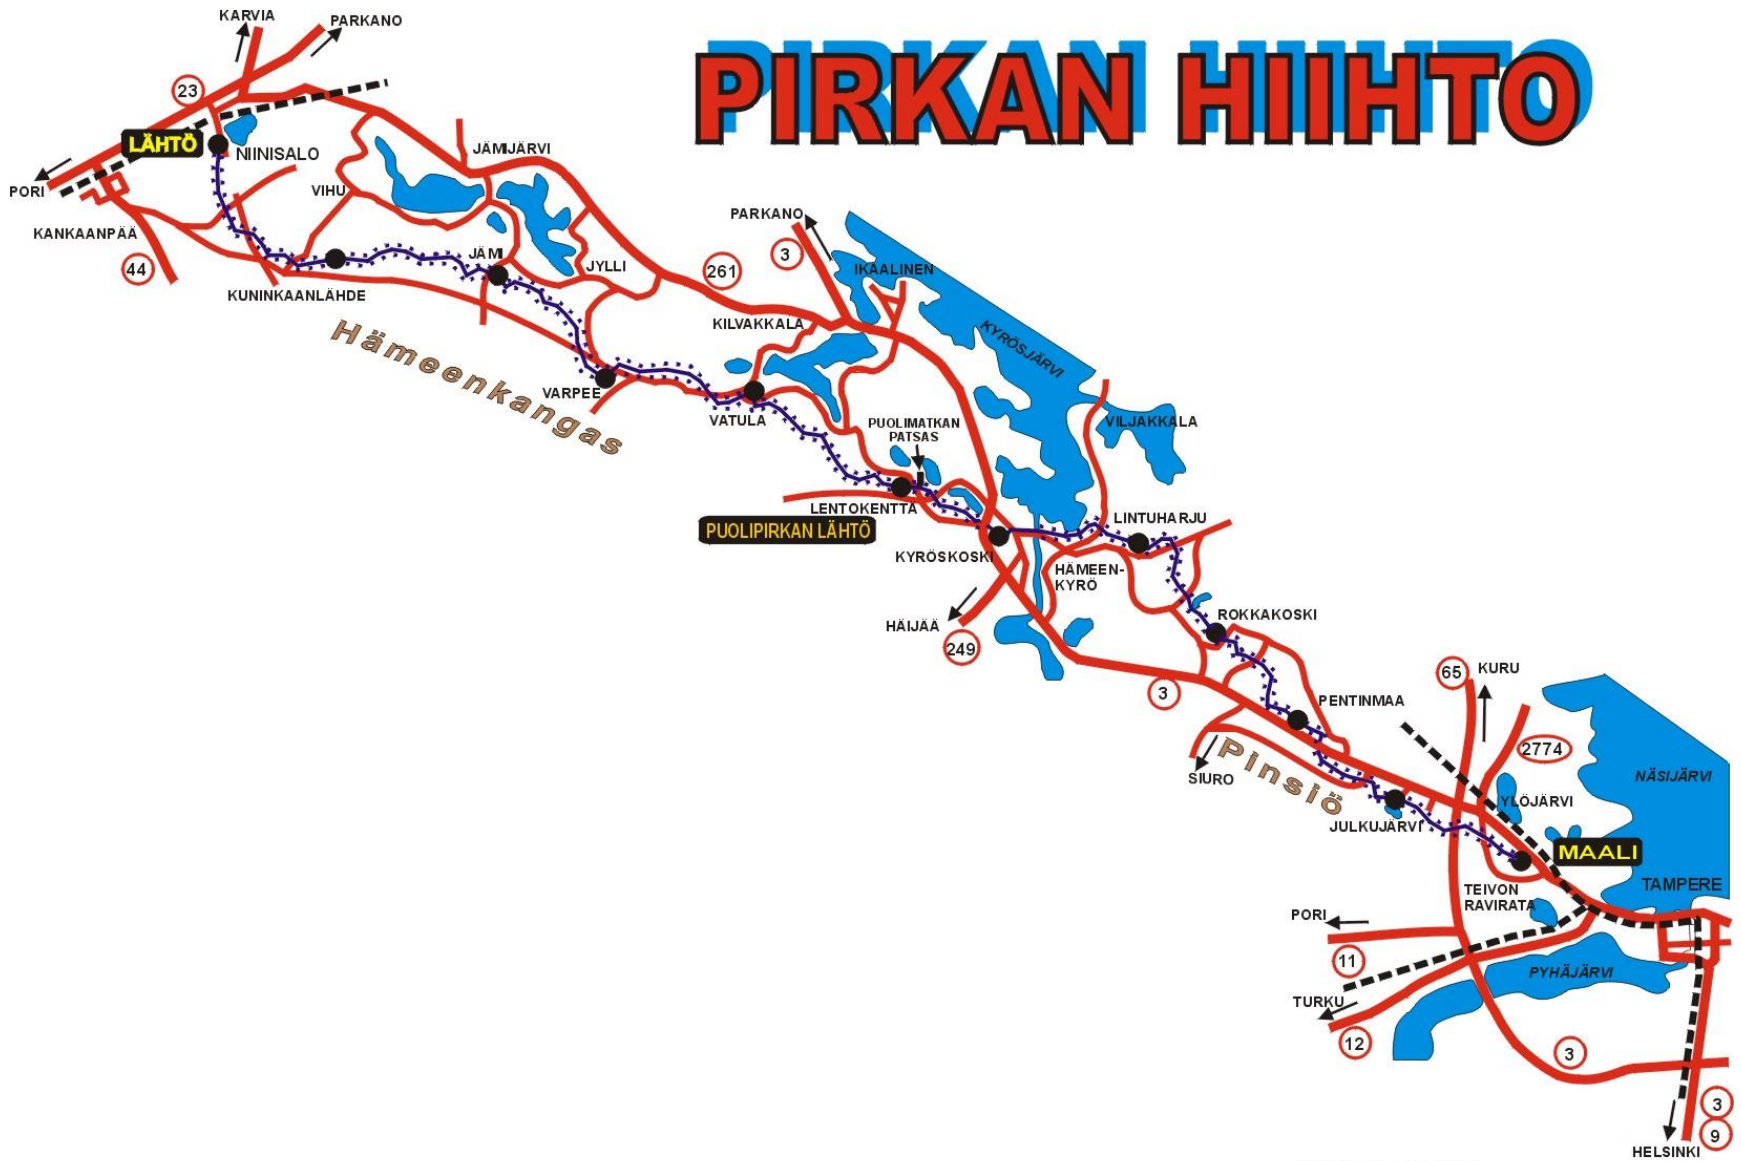 KARVIA
PARKANO
PIRKAN HIIHTO
23
LÄHTÖ
NIINISALO
JÄMIJÄRVI
PORI
VIHU
KANKAANPÄÄ
44
JÄMI
JYLLI
KUNINKAANLÄHDE
261
PARKANO
3
IKAALINEN
KILVAKKALA
KYRÖSJÄRVI
Hämeenkangas
VARPEE
VATULA
PUOLIMATKAN
PATSAS
VILJAKKALA
LENTOKENTTÄ
PUOLIPIRKAN LÄHTÖ
LINTUHARJU
KYRÖSKOSKI
HÄMEEN-
KYRÖ
HÄIJÄÄ
249
ROKKAKOSKI
3
PENTINMAA
65
KURU
2774
SIURO
Pinsiö
NÄSIJÄRVI
YLÖJÄRVI
JULKUJÄRVI
MAALI
TEIVON
RAVIRATA
TAMPERE
PORI
11
PYHÄJÄRVI
TURKU
12
3
3
9
HELSINKI